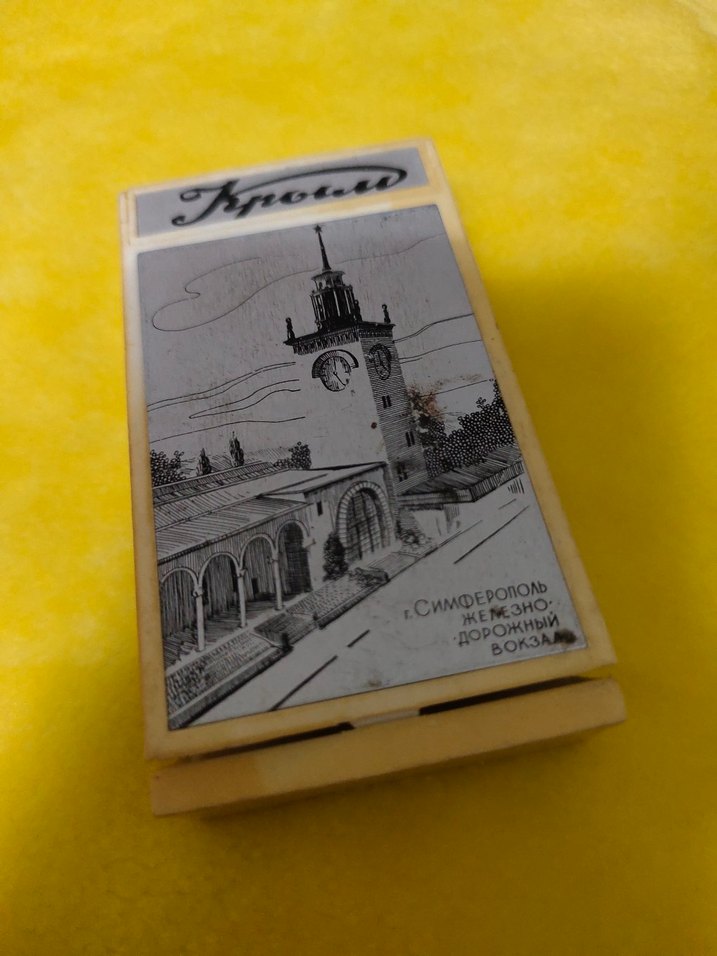 Крым
г. Симферополь
железно-
-дорожный
вокзал